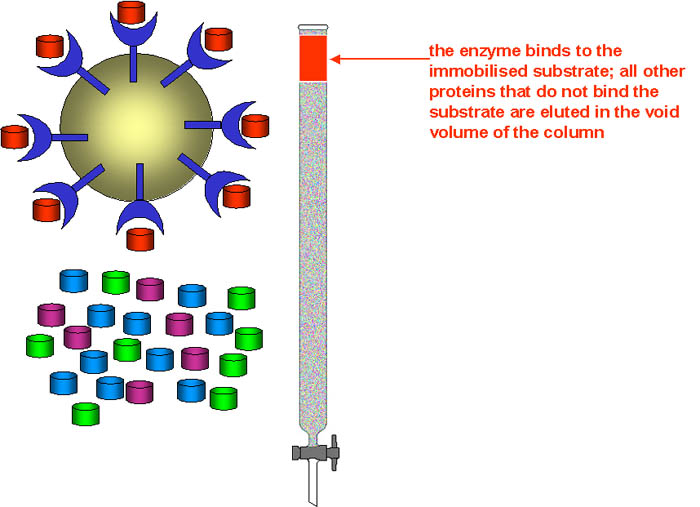 the enzyme binds to the
immobilised substrate; all other
proteins that do not bind the
substrate are eluted in the void
volume of the column